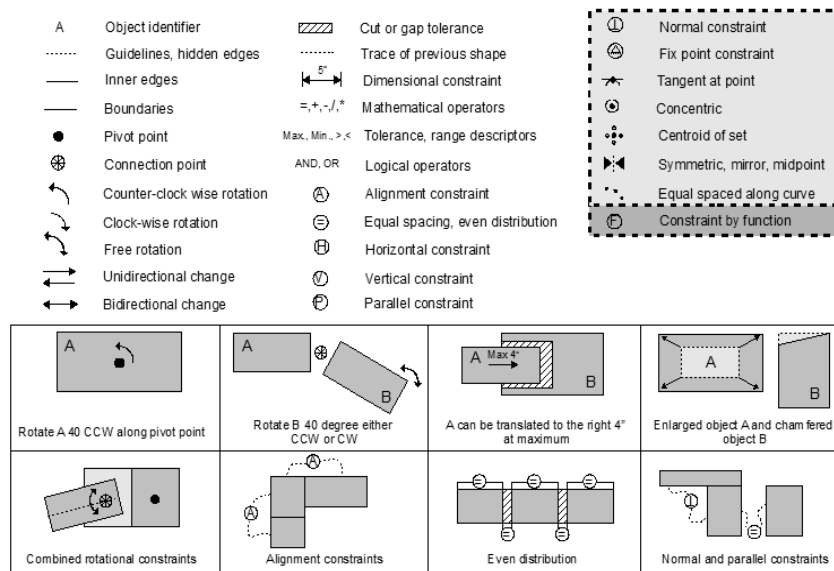 A Object identifier
Guidelines, hidden edges
Inner edges
Boundaries
Pivot point
Connection point
Counter-clock wise rotation
Clock-wise rotation
Free rotation
Unidirectional change
Bidirectional change
Cut or gap tolerance
Trace of previous shape
5" Dimensional constraint
=,+,-,/,* Mathematical operators
Max., Min., >,< Tolerance, range descriptors
AND, OR Logical operators
A Alignment constraint
= Equal spacing, even distribution
H Horizontal constraint
V Vertical constraint
P Parallel constraint
Normal constraint
Fix point constraint
Tangent at point
Concentric
Centroid of set
Symmetric, mirror, midpoint
Equal spaced along curve
F Constraint by function
A
Rotate A 40 CCW along pivot point
A
B
Rotate B 40 degree either
CCW or CW
A Max 4"
B
A can be translated to the right 4"
at maximum
A
B
Enlarged object A and chamfered
object B
Combined rotational constraints
A
A
Alignment constraints
= = =
= =
Even distribution
=
Normal and parallel constraints